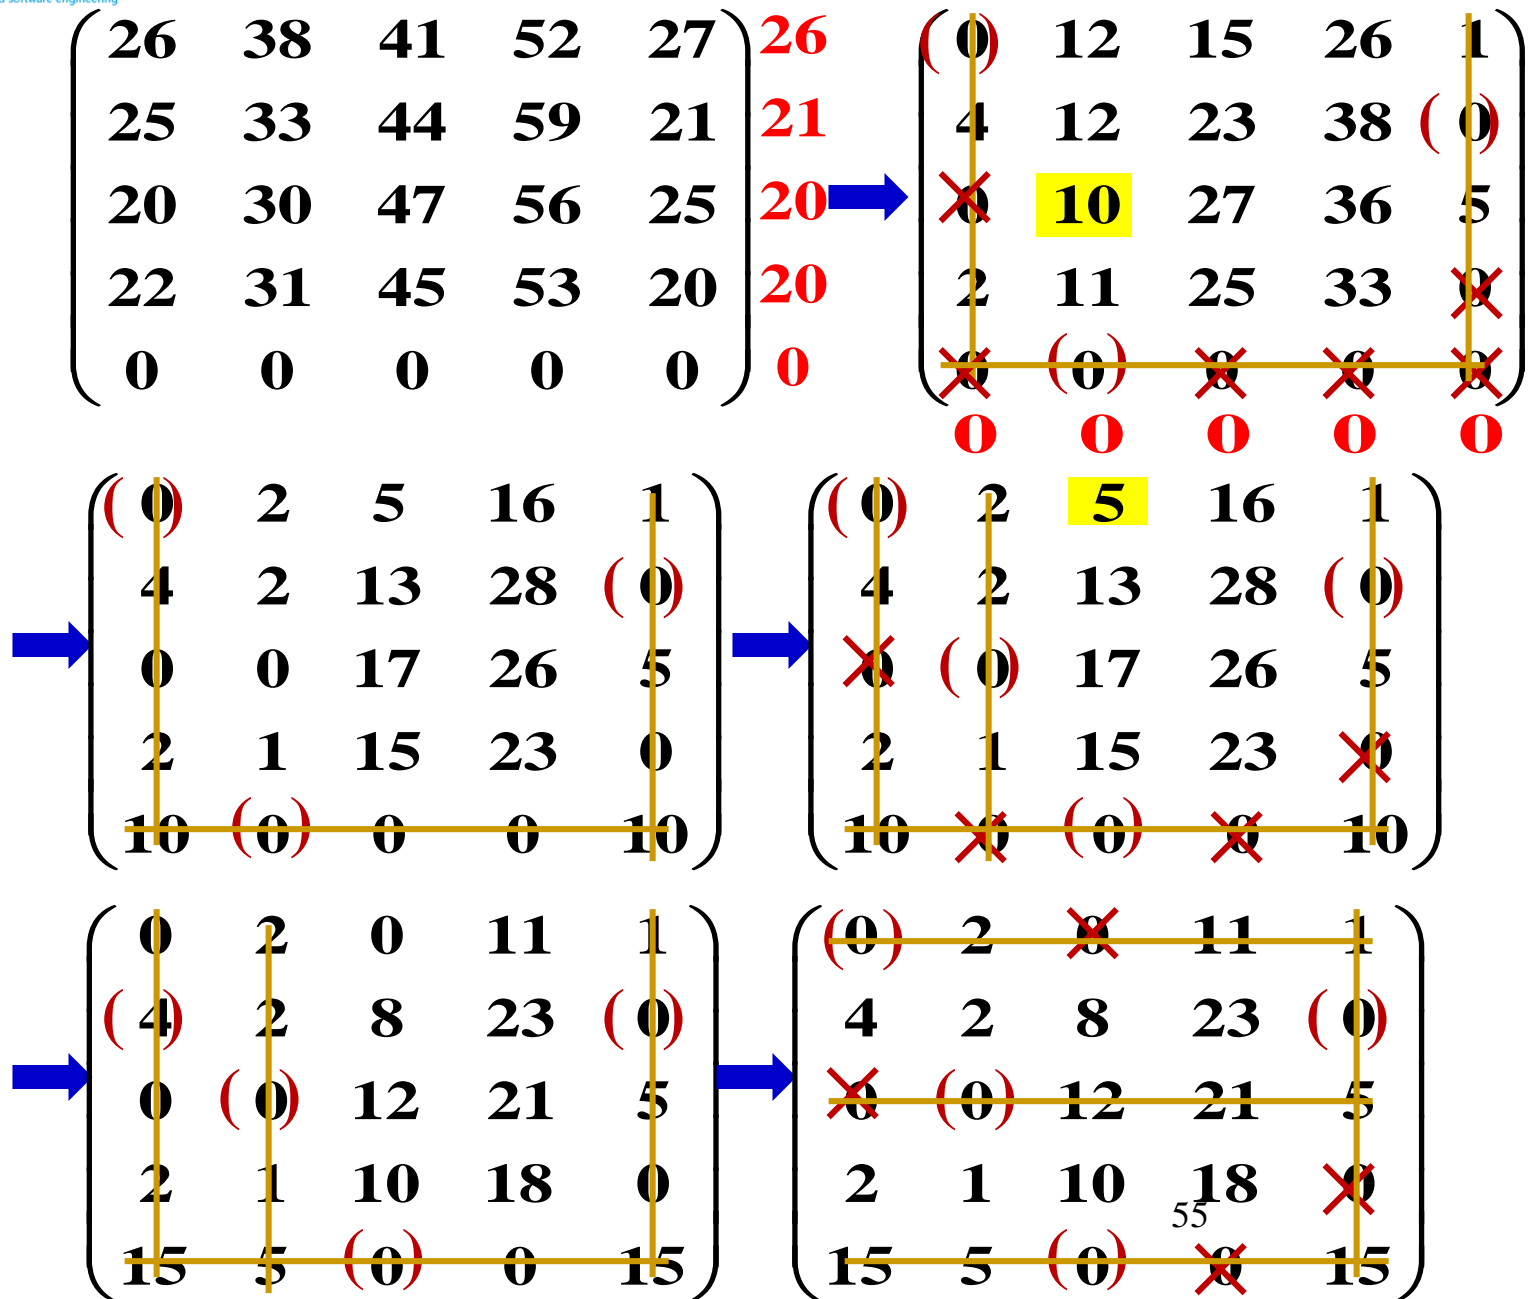 d software engineering
26 38 41 52 27 26
25 33 44 59 21 21
20 30 47 56 25 20
22 31 45 53 20 20
0 0 0 0 0 0
(0) 12 15 26 1
4 12 23 38 (0)
0 10 27 36 5
2 11 25 33 0
0 (0) 0 0 0
0 0 0 0 0
(0) 2 5 16 1
4 2 13 28 (0)
0 0 17 26 5
2 1 15 23 0
10 (0) 0 0 10
(0) 2 5 16 1
4 2 13 28 (0)
0 (0) 17 26 5
2 1 15 23 0
10 0 (0) 0 10
0 2 0 11 1
(4) 2 8 23 (0)
0 (0) 12 21 5
2 1 10 18 0
15 5 (0) 0 15
(0) 2 0 11 1
4 2 8 23 (0)
0 (0) 12 21 5
2 1 10 18 0
55
15 5 (0) 0 15